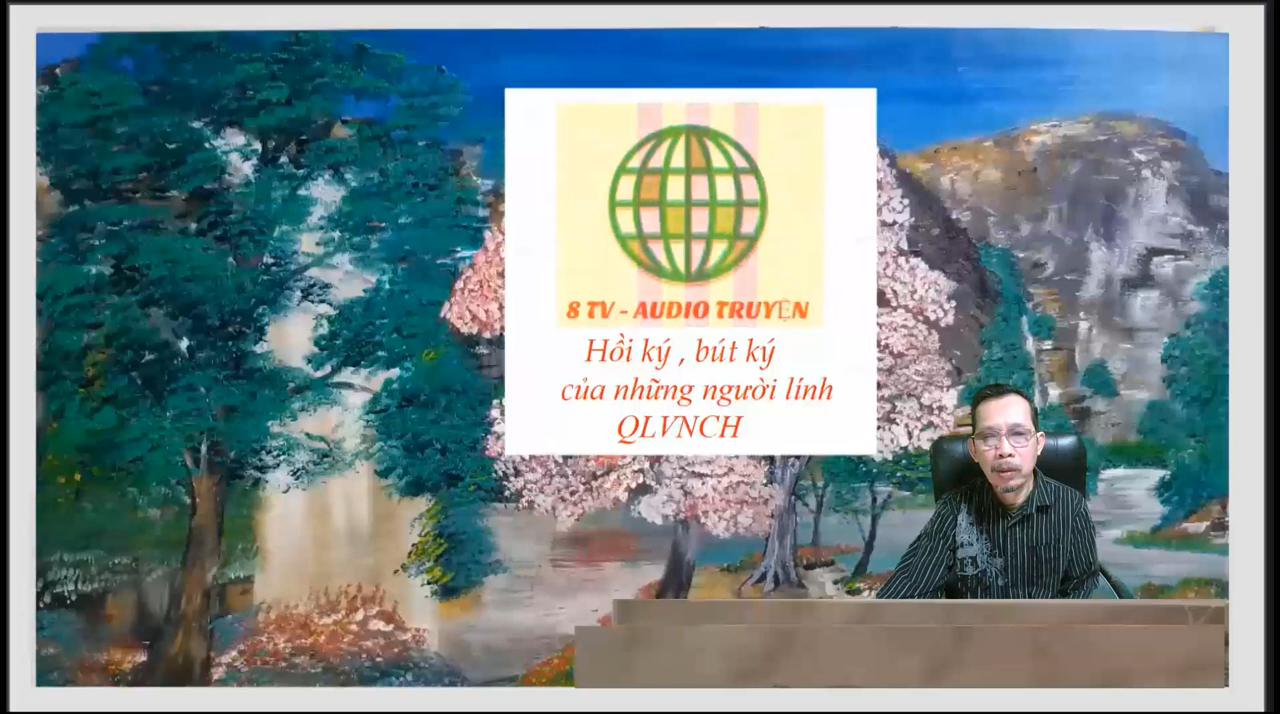 8 TV - AUDIO TRUYỆN
Hồi ký , bút ký
của những người lính
QLVNCH